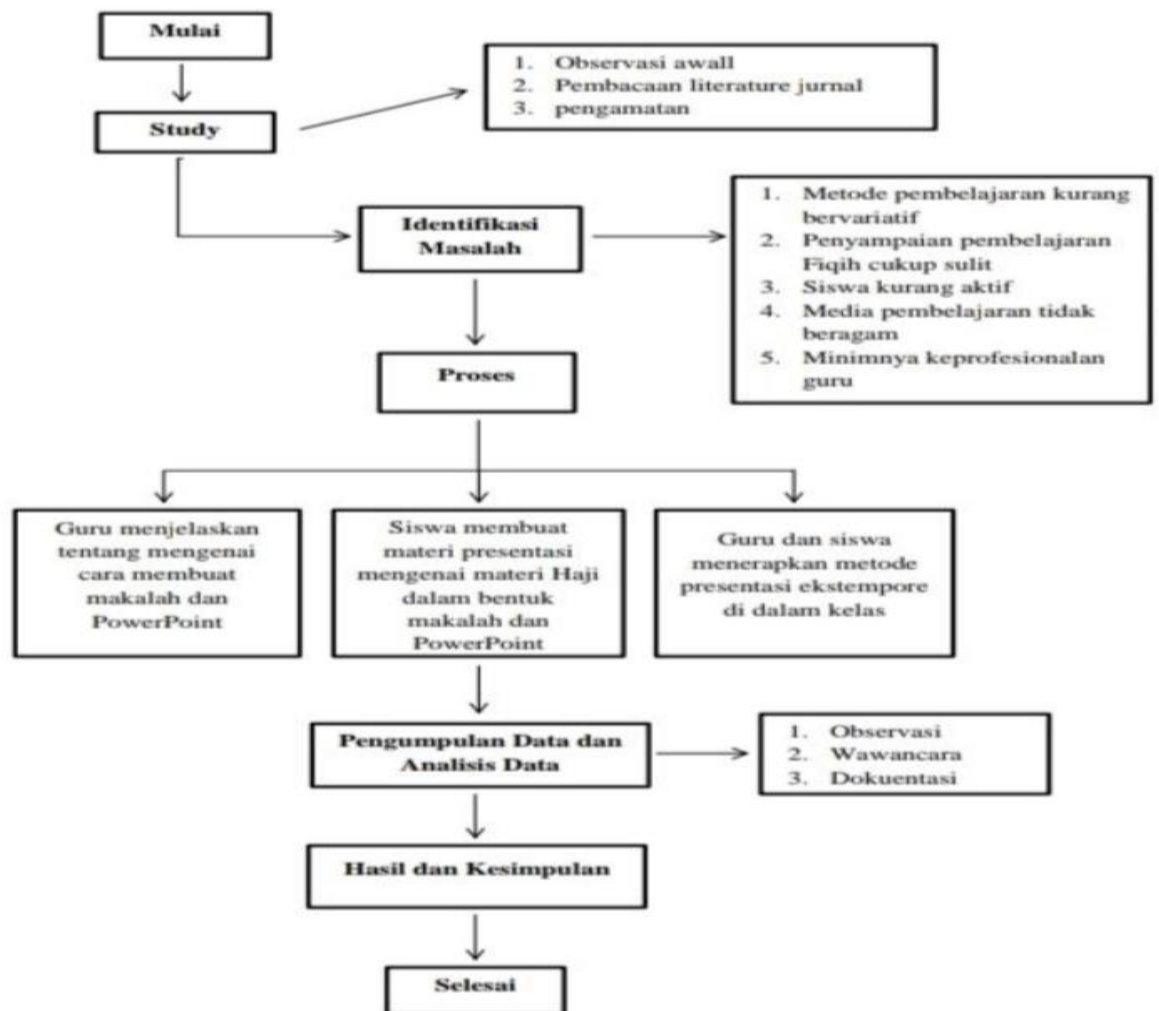 Mulai
1. Observasi awall
2. Pembacaan literature jurnal
3. pengamatan
Study
Identifikasi
Masalah
1. Metode pembelajaran kurang
bervariatif
2. Penyampaian pembelajaran
Fiqih cukup sulit
3. Siswa kurang aktif
4. Media pembelajaran tidak
beragam
5. Minimnya keprofesionalan
guru
Proses
Guru menjelaskan
tentang mengenai
cara membuat
makalah dan
PowerPoint
Siswa membuat
materi presentasi
mengenai materi Haji
dalam bentuk
makalah dan
PowerPoint
Guru dan siswa
menerapkan metode
presentasi ekstempore
di dalam kelas
Pengumpulan Data dan
Analisis Data
1. Observasi
2. Wawancara
3. Dokuentasi
Hasil dan Kesimpulan
Selesai